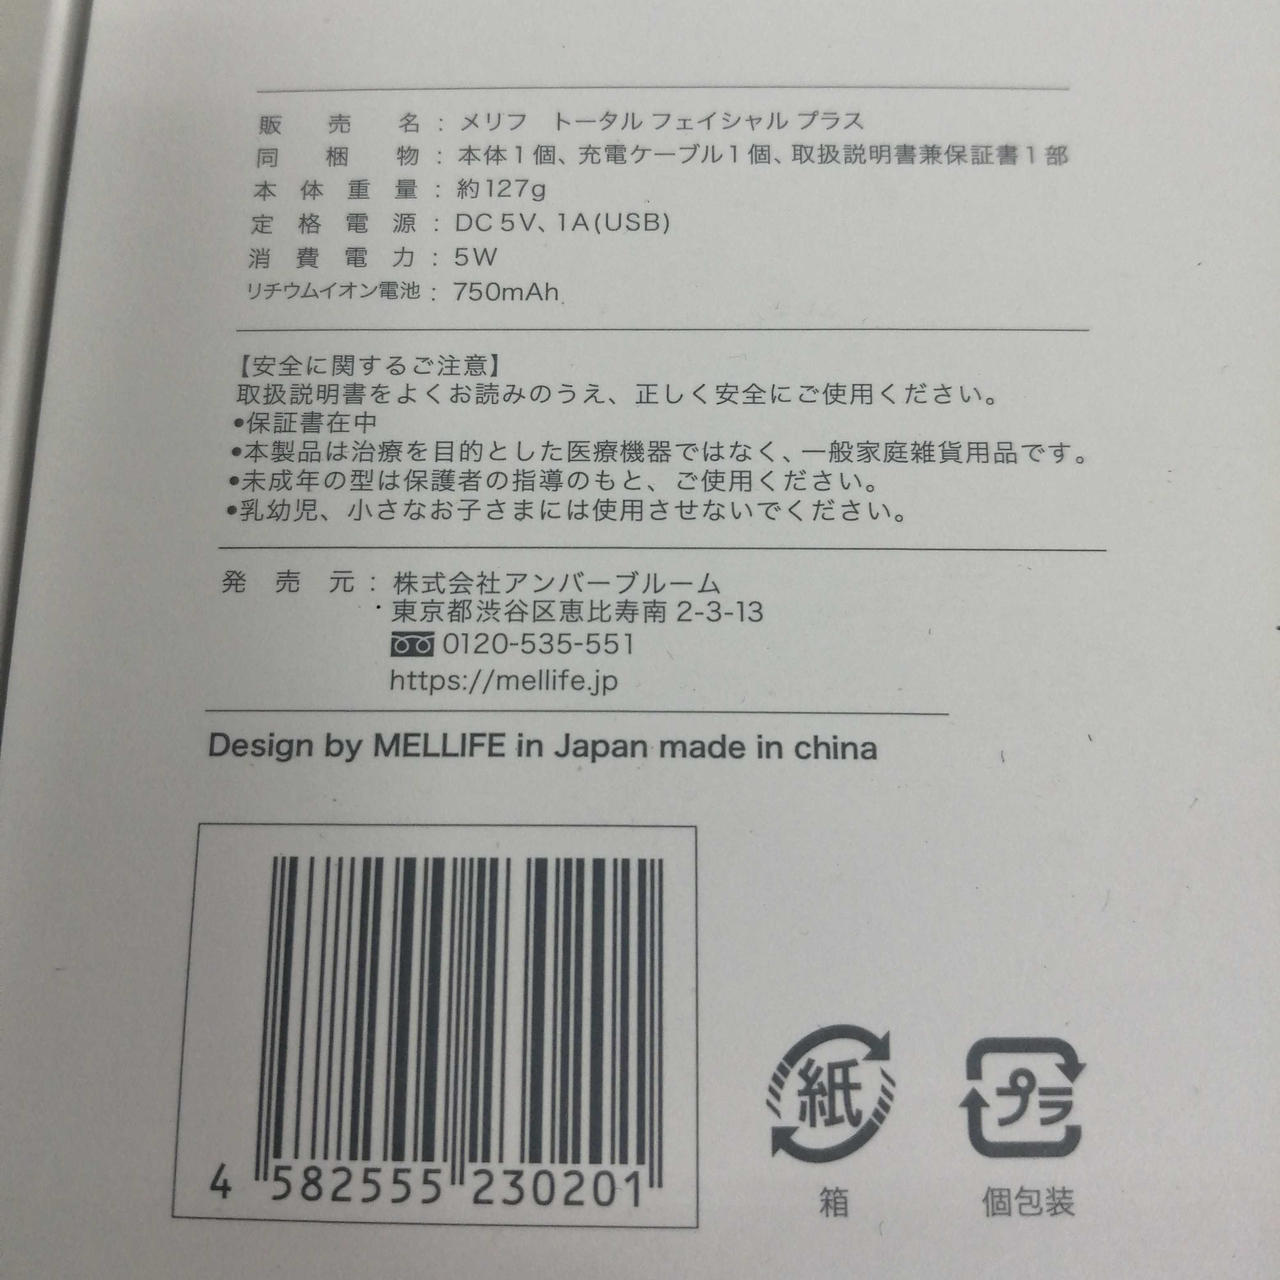 販売名：メリフ トータル フェイシャル プラス
同梱物：本体1個、充電ケーブル1個、取扱説明書兼保証書1部
本体重量：約127g
定格電源：DC 5V、1A(USB)
消費電力：5W
リチウムイオン電池：750mAh
【安全に関するご注意】
取扱説明書をよくお読みのうえ、正しく安全にご使用ください。
•保証書在中
•本製品は治療を目的とした医療機器ではなく、一般家庭雑貨用品です。
•未成年の型は保護者の指導のもと、ご使用ください。
•乳幼児、小さなお子さまには使用させないでください。
発売元：株式会社アンバーブルーム
東京都渋谷区恵比寿南 2-3-13
0120-535-551
https://mellife.jp
Design by MELLIFE in Japan made in china
4 582555 230201
紙
箱
プラ
個包装